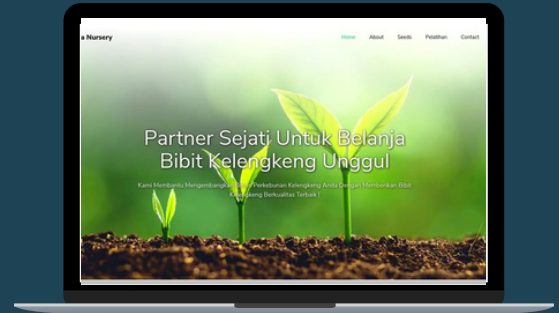 a Nursery
Home About Seeds Pelatihan Contact
Partner Sejati Untuk Belanja
Bibit Kelengkeng Unggul
Kami Membantu Mengembangkan Perkebunan Kelengkeng Anda Dengan Memberikan Bibit
Kelengkeng Berkualitas Terbaik !